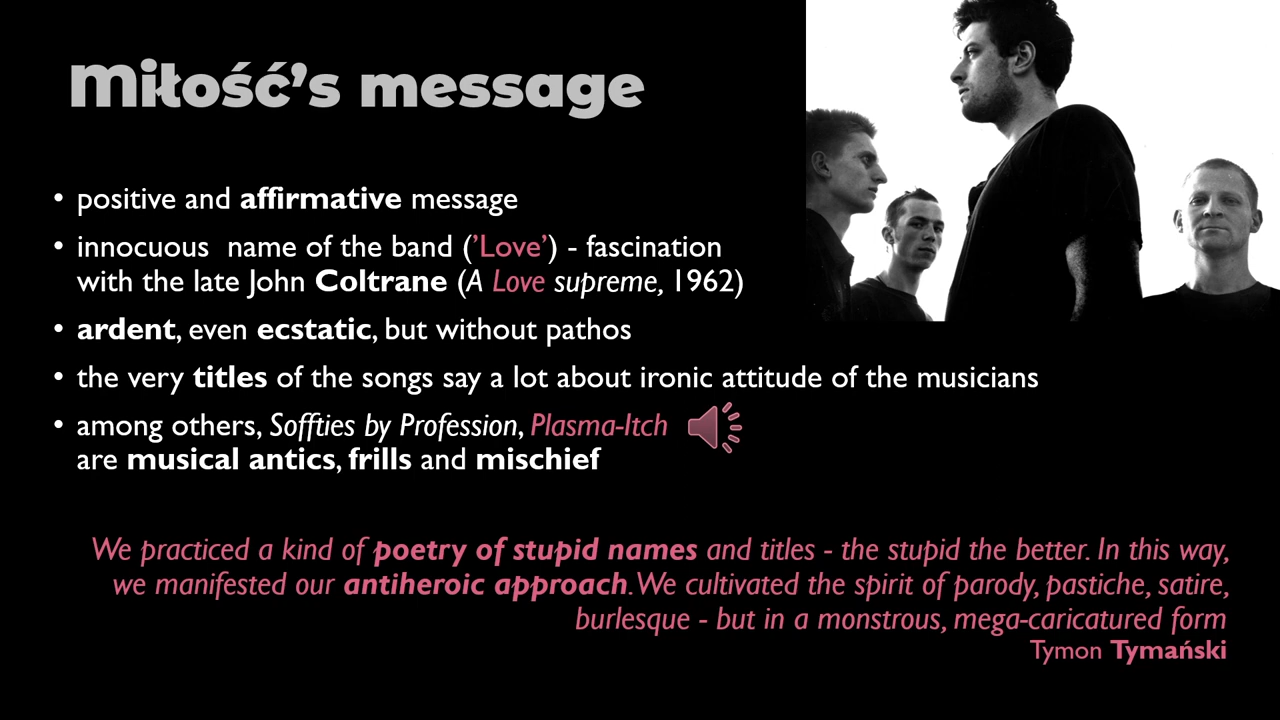 Miłość’s message
• positive and affirmative message
• innocuous  name of the band (’Love’) - fascination
with the late John Coltrane (A Love supreme, 1962)
• ardent, even ecstatic, but without pathos
• the very titles of the songs say a lot about ironic attitude of the musicians
• among others, Soffties by Profession, Plasma-Itch
are musical antics, frills and mischief
We practiced a kind of poetry of stupid names and titles - the stupid the better. In this way,
we manifested our antiheroic approach. We cultivated the spirit of parody, pastiche, satire,
burlesque - but in a monstrous, mega-caricatured form
Tymon Tymański